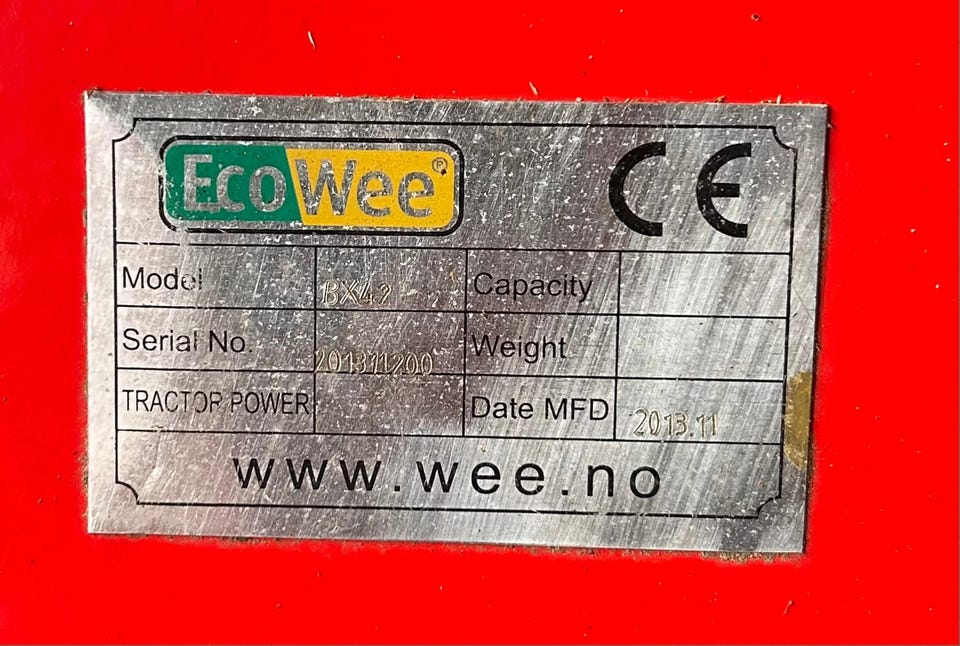 EcoWee® CE
Model BX42 Capacity
Serial No. 201311200 Weight
TRACTOR POWER Date MFD 2013.11
www.wee.no